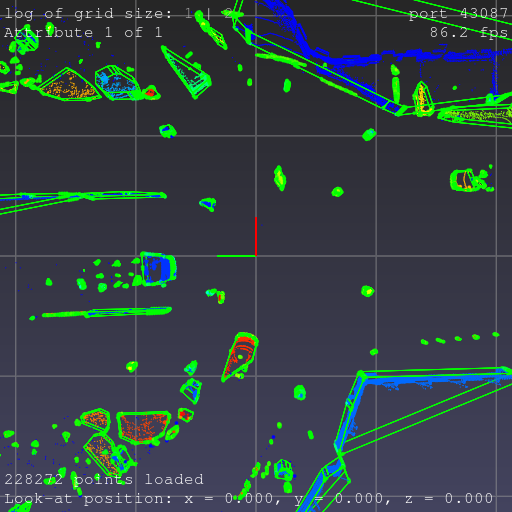 log of grid size: 1
port 43087
Attribute 1 of 1
86.2 fps
228272 points loaded
Look-at position: x = 0.000, y = 0.000, z = 0.000